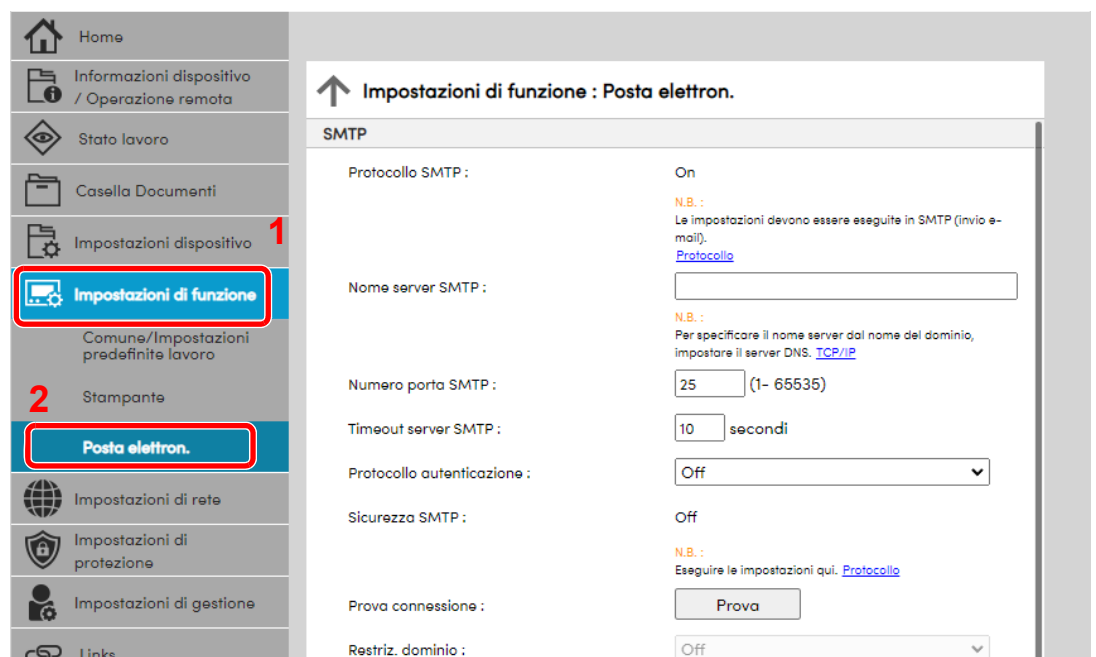 Home
Informazioni dispositivo
/ Operazione remota
Stato lavoro
Casella Documenti
Impostazioni dispositivo
1
Impostazioni di funzione
Comune/Impostazioni
predefinite lavoro
Stampante
2
Posta elettron.
Impostazioni di rete
Impostazioni di
protezione
Impostazioni di gestione
Links
Impostazioni di funzione : Posta elettron.
SMTP
Protocollo SMTP : On
N.B. :
Le impostazioni devono essere eseguite in SMTP (invio e-
mail).
Protocollo
Nome server SMTP :
N.B. :
Per specificare il nome server dal nome del dominio,
impostare il server DNS. TCP/IP
Numero porta SMTP : 25 (1- 65535)
Timeout server SMTP : 10 secondi
Protocollo autenticazione : Off
Sicurezza SMTP : Off
N.B. :
Eseguire le impostazioni qui. Protocollo
Prova connessione : Prova
Restriz. dominio : Off